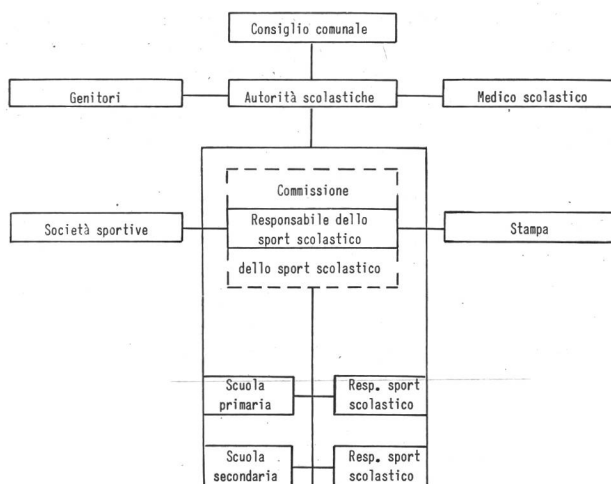 Consiglio comunale
Genitori
Autorità scolastiche
Medico scolastico
Commissione
Società sportive
Responsabile dello
sport scolastico
Stampa
dello sport scolastico
Scuola
primaria
Resp. sport
scolastico
Scuola
secondaria
Resp. sport
scolastico